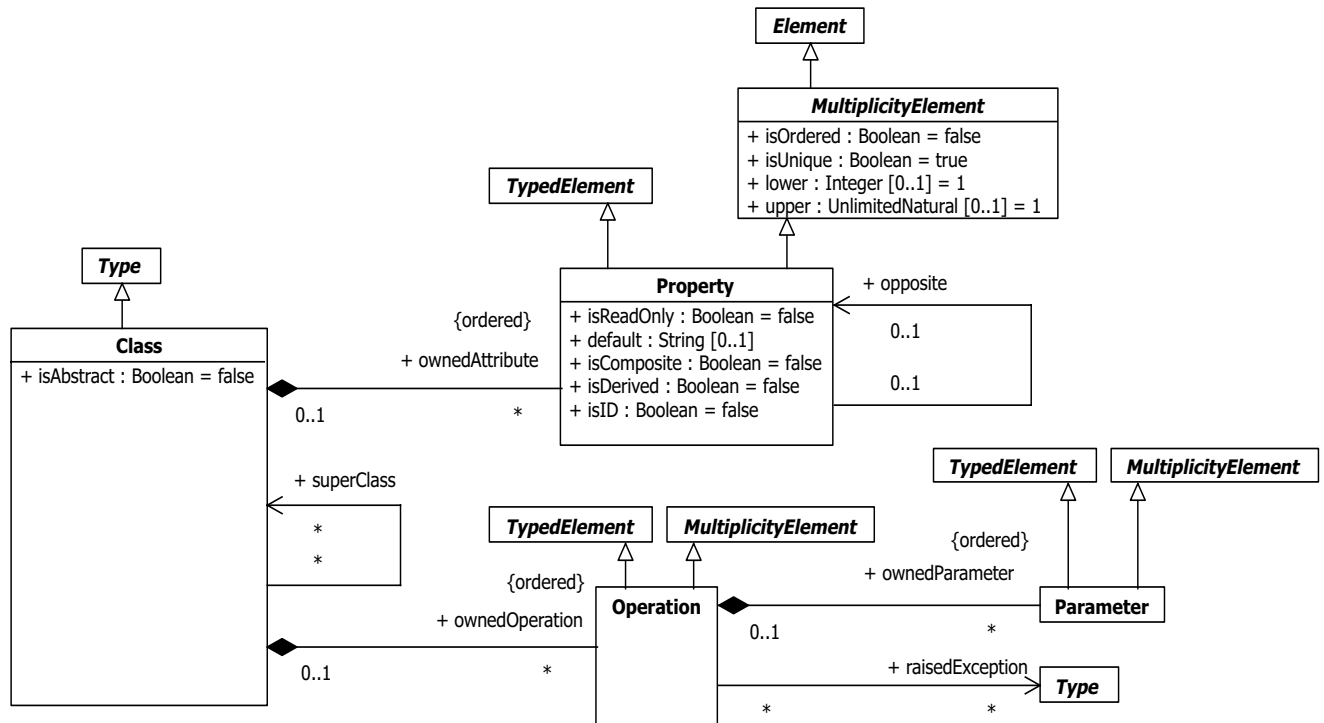 Element
MultiplicityElement
+ isOrdered : Boolean = false
+ isUnique : Boolean = true
+ lower : Integer [0..1] = 1
+ upper : UnlimitedNatural [0..1] = 1
TypedElement
Type
Property
+ isReadOnly : Boolean = false
+ default : String [0..1]
+ isComposite : Boolean = false
+ isDerived : Boolean = false
+ isID : Boolean = false
+ opposite
0..1
0..1
{ordered}
+ ownedAttribute
0..1
*
Class
+ isAbstract : Boolean = false
+ superClass
*
*
TypedElement
MultiplicityElement
{ordered}
+ ownedOperation
0..1
*
Operation
TypedElement
MultiplicityElement
{ordered}
+ ownedParameter
0..1
*
Parameter
+ raisedException
*
*
Type